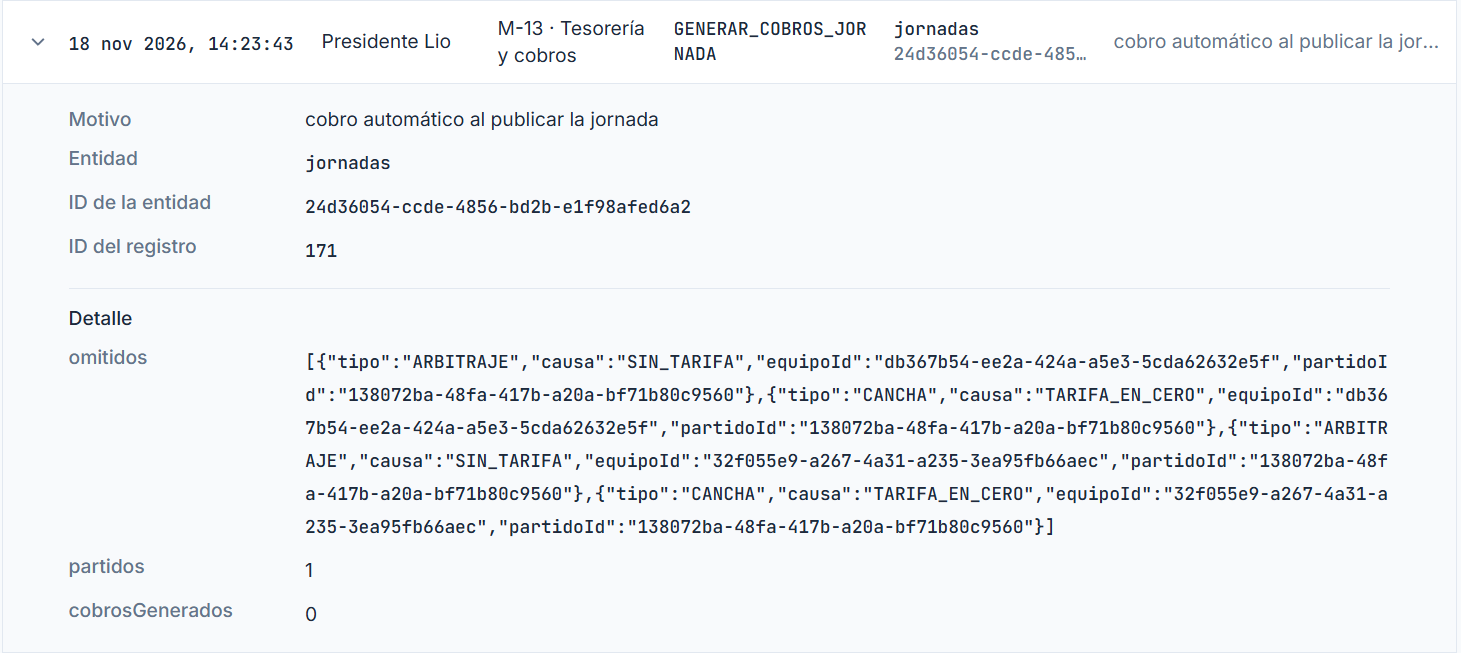 18 nov 2026, 14:23:43
Presidente Lio
M-13 · Tesorería
y cobros
GENERAR_COBROS_JOR
NADA
jornadas
24d36054-ccde-485…
cobro automático al publicar la jor…
Motivo
cobro automático al publicar la jornada
Entidad
jornadas
ID de la entidad
24d36054-ccde-4856-bd2b-e1f98afed6a2
ID del registro
171
Detalle
omitidos
[{"tipo":"ARBITRAJE","causa":"SIN_TARIFA","equipoId":"db367b54-ee2a-424a-a5e3-5cda62632e5f","partidoI
d":"138072ba-48fa-417b-a20a-bf71b80c9560"},{"tipo":"CANCHA","causa":"TARIFA_EN_CERO","equipoId":"db36
7b54-ee2a-424a-a5e3-5cda62632e5f","partidoId":"138072ba-48fa-417b-a20a-bf71b80c9560"},{"tipo":"ARBITR
AJE","causa":"SIN_TARIFA","equipoId":"32f055e9-a267-4a31-a235-3ea95fb66aec","partidoId":"138072ba-48f
a-417b-a20a-bf71b80c9560"},{"tipo":"CANCHA","causa":"TARIFA_EN_CERO","equipoId":"32f055e9-a267-4a31-a
235-3ea95fb66aec","partidoId":"138072ba-48fa-417b-a20a-bf71b80c9560"}]
partidos
1
cobrosGenerados
0